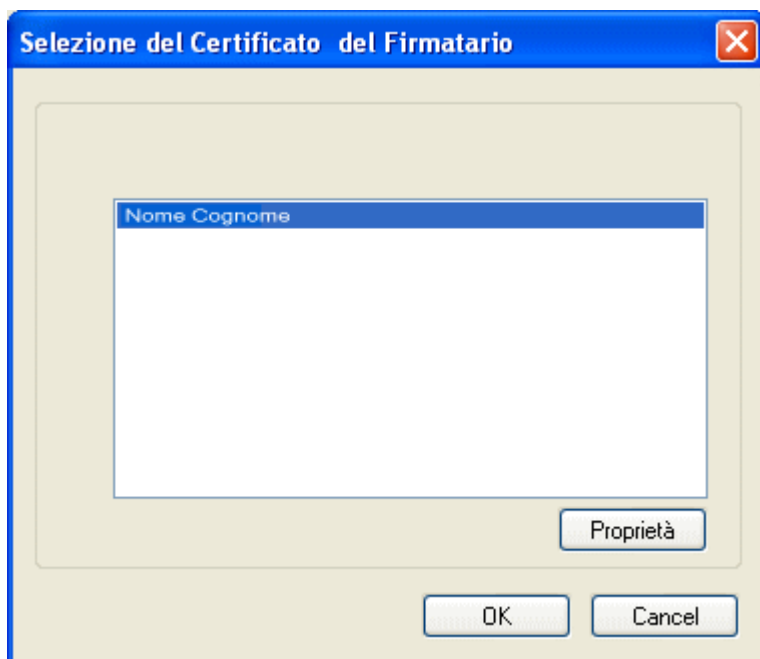 Selezione del Certificato  del Firmatario
Nome Cognome
Proprietà
OK
Cancel